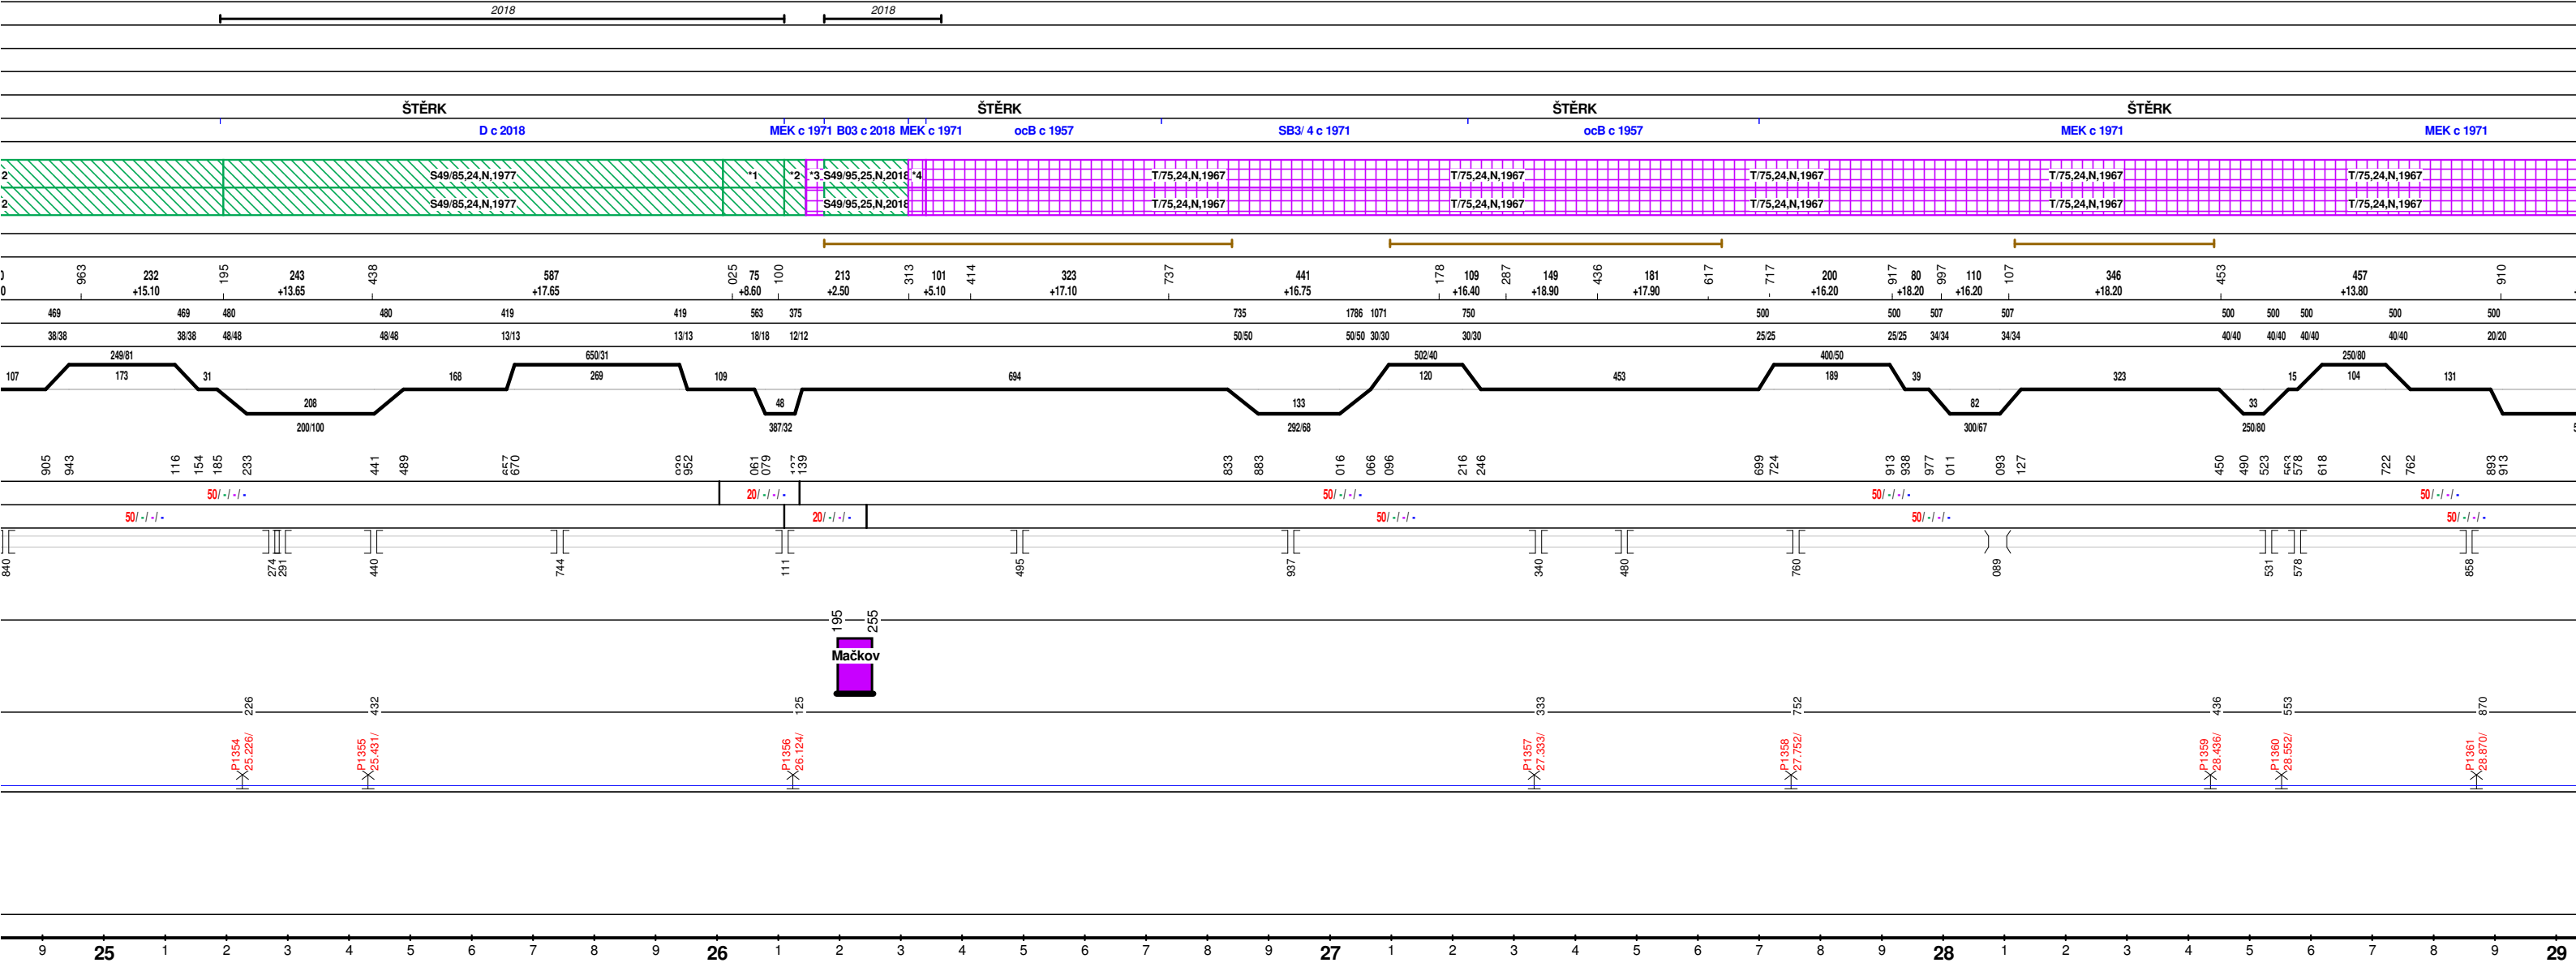 2018 2018
ŠTĚRK ŠTĚRK ŠTĚRK ŠTĚRK
D c 2018 MEK c 1971 B03 c 2018 MEK c 1971 ocB c 1957 SB3/ 4 c 1971 ocB c 1957 MEK c 1971 MEK c 1971
2 S49/85,24,N,1977 *1 *2 *3 S49/95,25,N,2018 *4 T/75,24,N,1967 T/75,24,N,1967 T/75,24,N,1967 T/75,24,N,1967 T/75,24,N,1967
2 S49/85,24,N,1977 S49/95,25,N,2018 T/75,24,N,1967 T/75,24,N,1967 T/75,24,N,1967 T/75,24,N,1967 T/75,24,N,1967
963 232 195 243 438 587 025 75 100 213 313 101 414 323 737 441 178 109 287 149 436 181 617 717 200 917 80 997 110 107 346 453 457 910
0 +15.10 +13.65 +17.65 +8.60 +2.50 +5.10 +17.10 +16.75 +16.40 +18.90 +17.90 +16.20 +18.20 +16.20 +18.20 +13.80
469 469 480 480 419 419 563 375 735 1786 1071 750 500 500 507 507 500 500 500 500 500
38/38 38/38 48/48 48/48 13/13 13/13 18/18 12/12 50/50 50/50 30/30 30/30 25/25 25/25 34/34 34/34 40/40 40/40 40/40 40/40 20/20
249/81 650/31 502/40 400/50 250/80
107 173 31 168 269 109 694 120 453 189 39 323 15 104 131
208 48 133 82 33
200/100 387/32 292/68 300/67 250/80
905 943 116 154 185 233 441 489 657 670 952 061 079 139 833 883 016 066 096 216 246 699 724 913 938 977 011 093 127 450 490 523 563 578 618 722 762 893 913
50/ -/ -/ - 20/ -/ -/ - 50/ -/ -/ - 50/ -/ -/ - 50/ -/ -/ -
50/ -/ -/ - 20/ -/ -/ - 50/ -/ -/ - 50/ -/ -/ - 50/ -/ -/ -
840 274 291 440 744 111 495 937 340 480 760 089 531 578 858
195 255
Mačkov
226 432 125 333 752 436 553 870
P1354 25.226/ P1355 25.431/ P1356 26.124/ P1357 27.333/ P1358 27.752/ P1359 28.436/ P1360 28.552/ P1361 28.870/
9 25 1 2 3 4 5 6 7 8 9 26 1 2 3 4 5 6 7 8 9 27 1 2 3 4 5 6 7 8 9 28 1 2 3 4 5 6 7 8 9 29